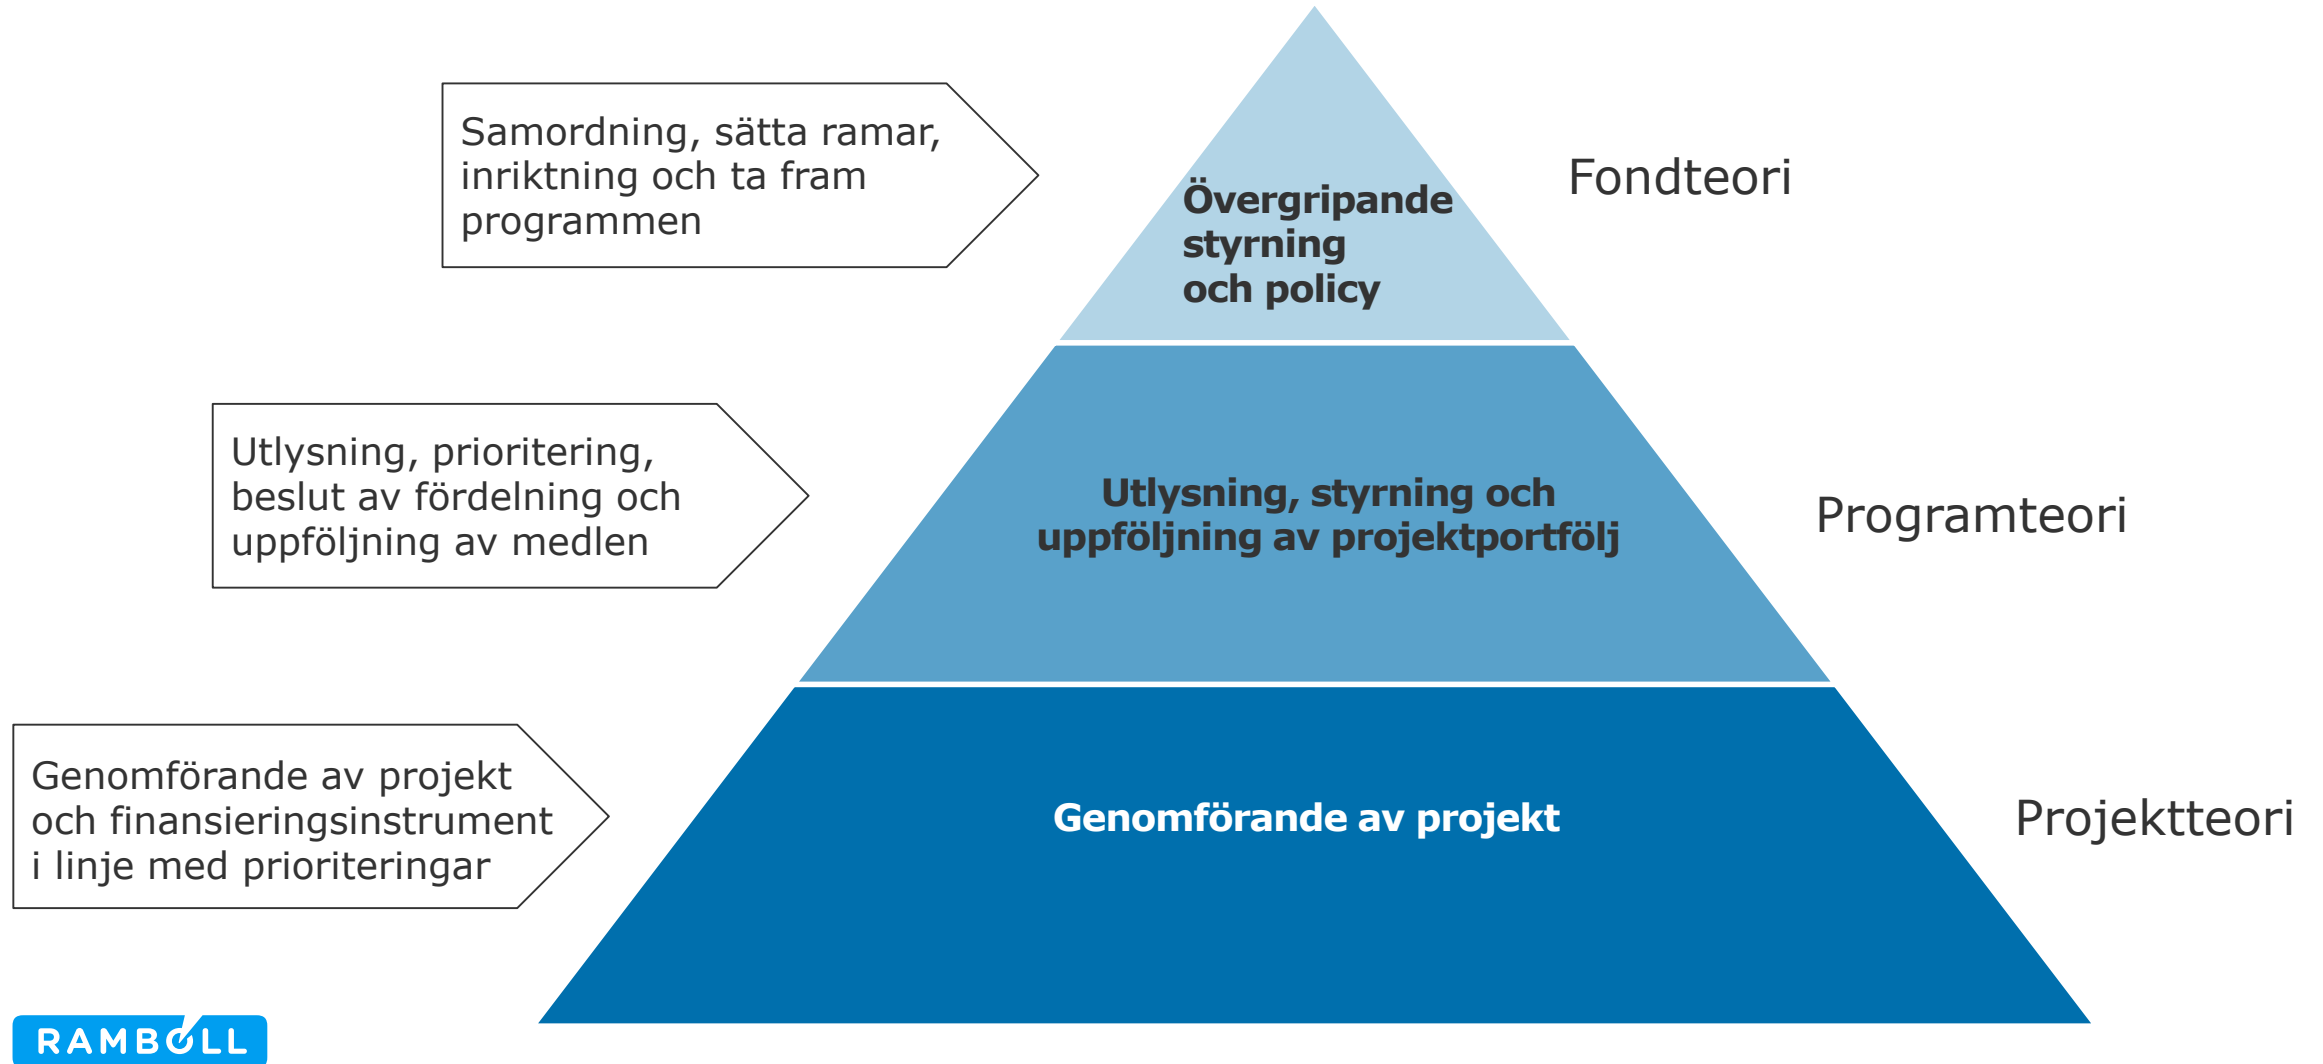 Samordning, sätta ramar,
inriktning och ta fram
programmen
Övergripande
styrning
och policy
Fondteori
Utlysning, prioritering,
beslut av fördelning och
uppföljning av medlen
Utlysning, styrning och
uppföljning av projektportfölj
Programteori
Genomförande av projekt
och finansieringsinstrument
i linje med prioriteringar
Genomförande av projekt
Projektteori
RAMBØLL